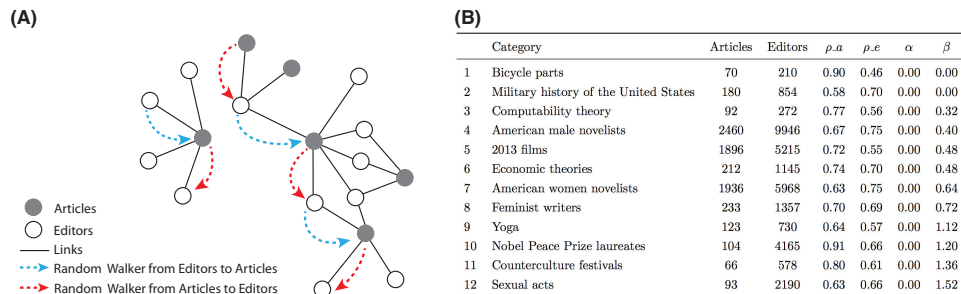 (A)
Articles
Editors
Links
Random Walker from Editors to Articles
Random Walker from Articles to Editors
(B)
Category Articles Editors ρ_a ρ_e α β
1 Bicycle parts 70 210 0.90 0.46 0.00 0.00
2 Military history of the United States 180 854 0.58 0.70 0.00 0.00
3 Computability theory 92 272 0.77 0.56 0.00 0.32
4 American male novelists 2460 9946 0.67 0.75 0.00 0.40
5 2013 films 1896 5215 0.72 0.55 0.00 0.48
6 Economic theories 212 1145 0.74 0.70 0.00 0.48
7 American women novelists 1936 5968 0.63 0.75 0.00 0.64
8 Feminist writers 233 1357 0.70 0.69 0.00 0.72
9 Yoga 123 730 0.64 0.57 0.00 1.12
10 Nobel Peace Prize laureates 104 4165 0.91 0.66 0.00 1.20
11 Counterculture festivals 66 578 0.80 0.61 0.00 1.36
12 Sexual acts 93 2190 0.63 0.66 0.00 1.52